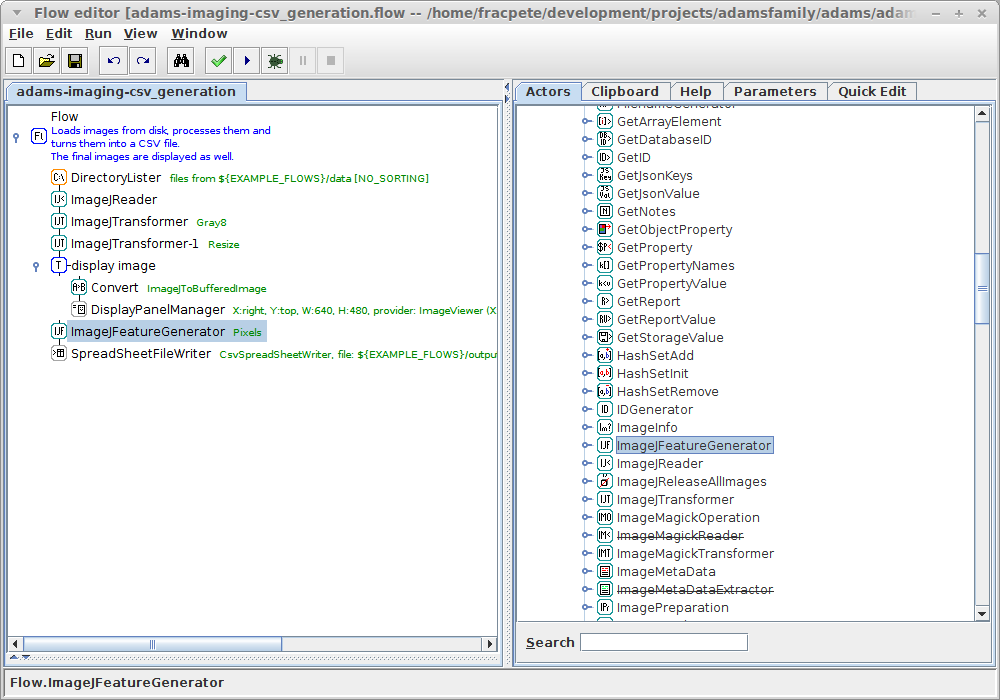 Flow editor [adams-imaging-csv_generation.flow -- /home/fracpete/development/projects/adamsfamily/adams/adam
File Edit Run View Window
adams-imaging-csv_generation
Flow
Loads images from disk, processes them and
turns them into a CSV file.
The final images are displayed as well.
DirectoryLister files from ${EXAMPLE_FLOWS}/data [NO_SORTING]
ImageJReader
ImageJTransformer Gray8
ImageJTransformer-1 Resize
display image
Convert ImageJToBufferedImage
DisplayPanelManager X:right, Y:top, W:640, H:480, provider: ImageViewer (X
ImageJFeatureGenerator Pixels
SpreadSheetFileWriter CsvSpreadSheetWriter, file: ${EXAMPLE_FLOWS}/outpu
Actors Clipboard Help Parameters Quick Edit
GetArrayElement
GetDatabaseID
GetID
GetJsonKeys
GetJsonValue
GetNotes
GetObjectProperty
GetProperty
GetPropertyNames
GetPropertyValue
GetReport
GetReportValue
GetStorageValue
HashSetAdd
HashSetInit
HashSetRemove
IDGenerator
ImageInfo
ImageJFeatureGenerator
ImageJReader
ImageJReleaseAllImages
ImageJTransformer
ImageMagickOperation
ImageMagickReader
ImageMagickTransformer
ImageMetaData
ImageMetaDataExtractor
ImagePreparation
Search
Flow.ImageJFeatureGenerator